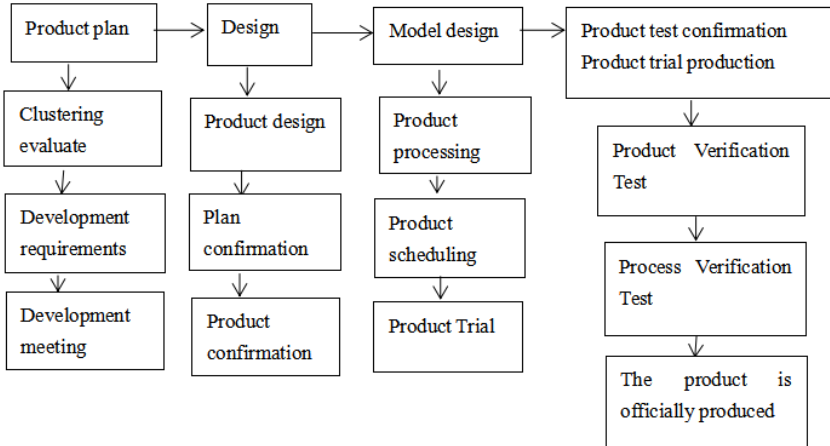 Product plan
Design
Model design
Product test confirmation
Product trial production
Clustering
evaluate
Product design
Product
processing
Product Verification
Test
Development
requirements
Plan
confirmation
Product
scheduling
Process Verification
Test
Development
meeting
Product
confirmation
Product Trial
The product is
officially produced